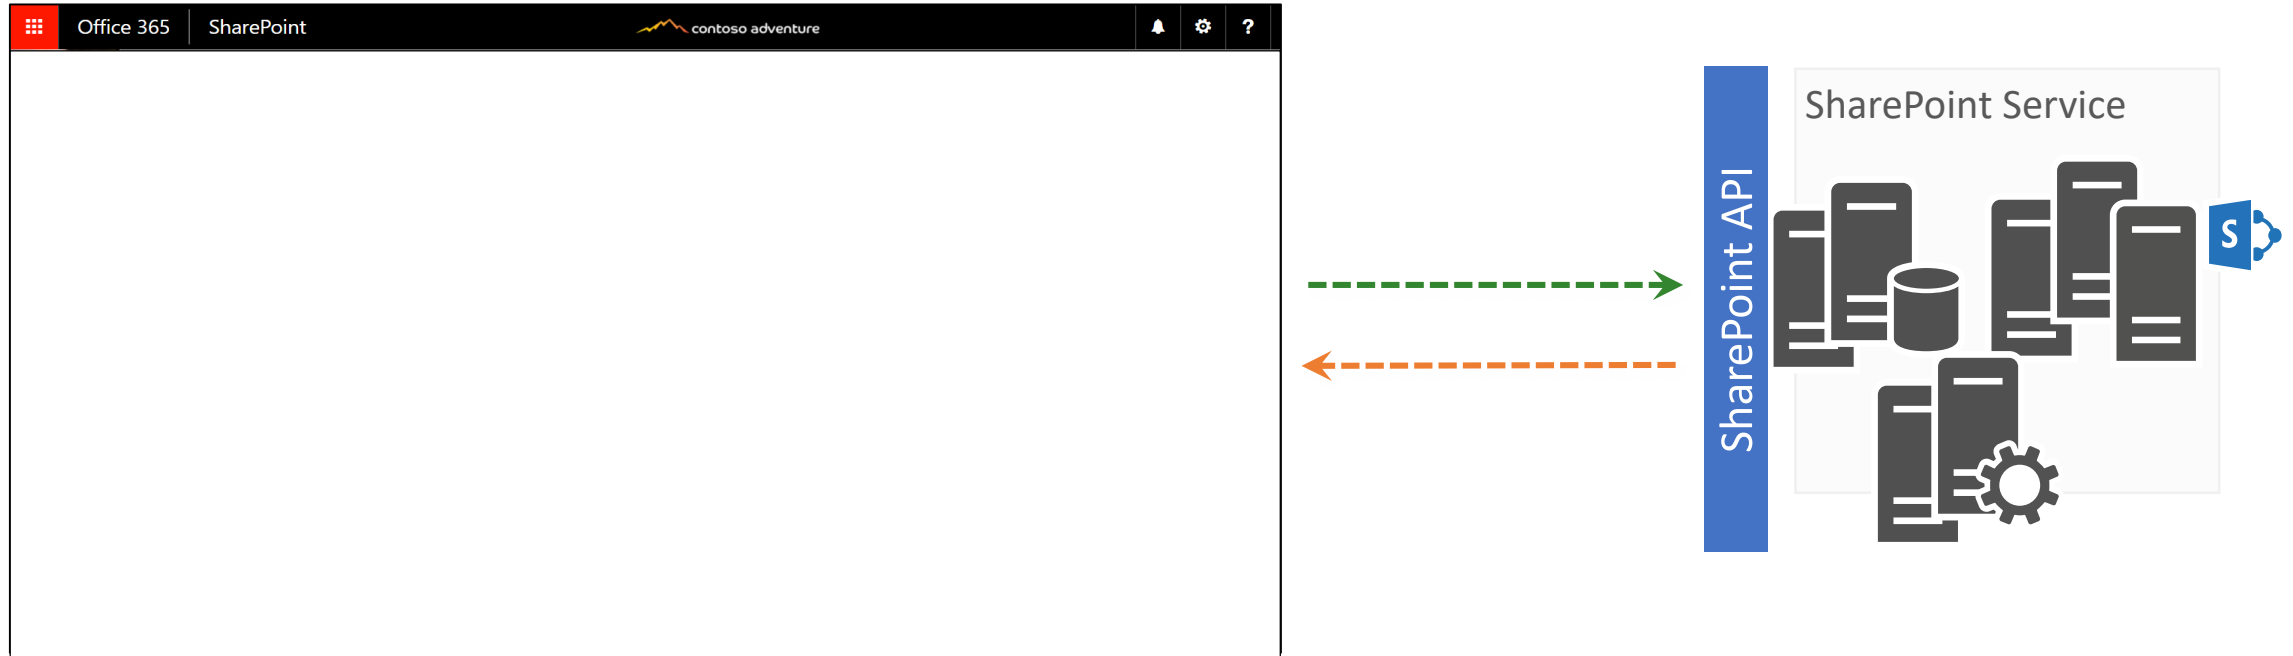 Office 365
SharePoint
contoso adventure
?
SharePoint API
SharePoint Service
S